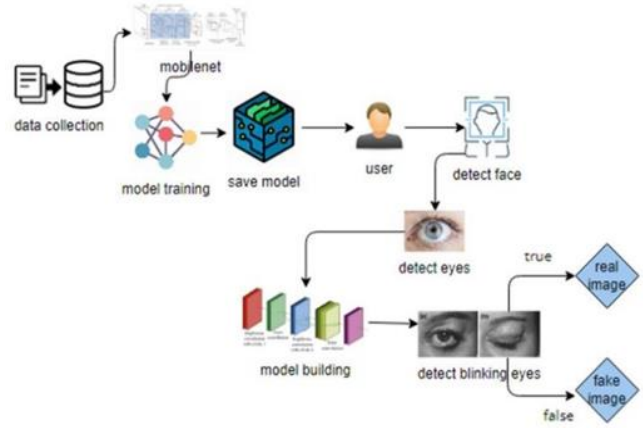 mobilenet
data collection
model training
save model
user
detect face
detect eyes
true
real
image
model building
detect blinking eyes
fake
image
false